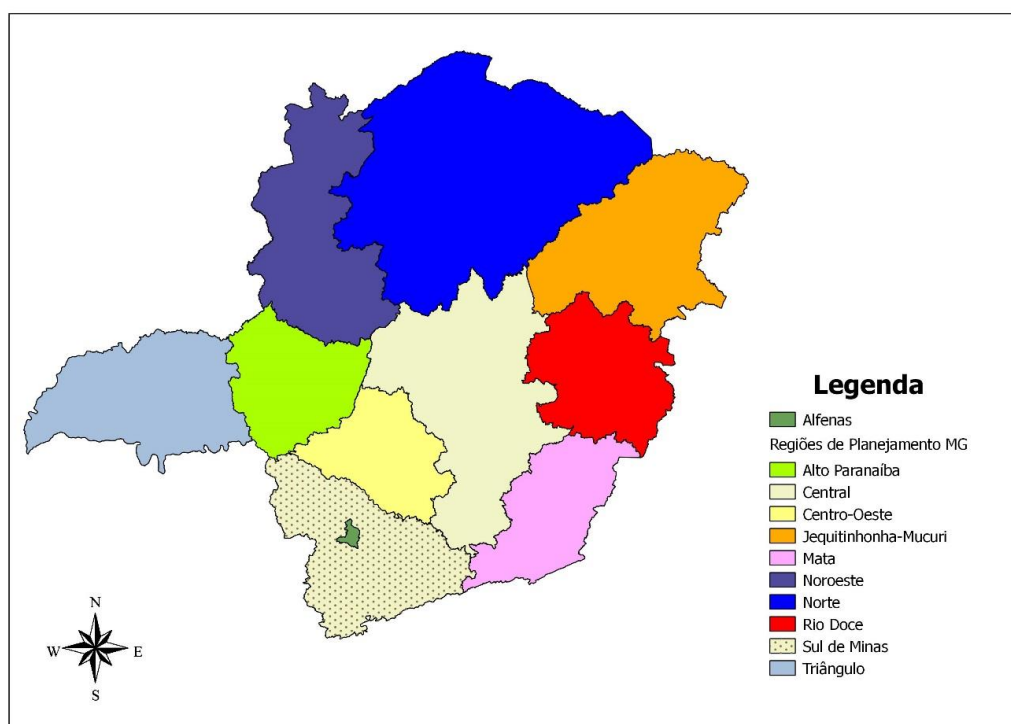 Legenda
Alfenas
Regiões de Planejamento MG
Alto Paranaíba
Central
Centro-Oeste
Jequitinhonha-Mucuri
Mata
Noroeste
Norte
Rio Doce
Sul de Minas
Triângulo
N
W E
S